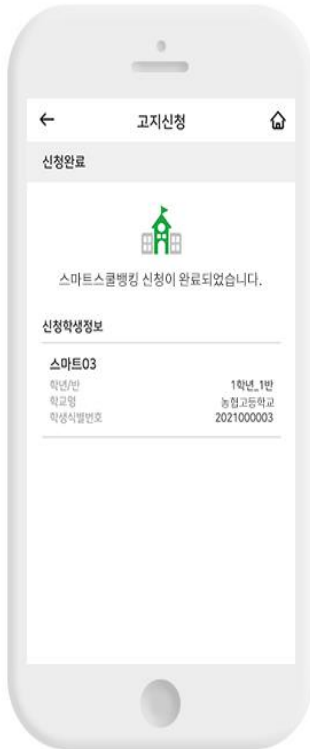 고지신청
신청완료
스마트스쿨뱅킹 신청이 완료되었습니다.
신청학생정보
스마트03
학년/반 1학년_1반
학교명 농협고등학교
학생식별번호 2021000003